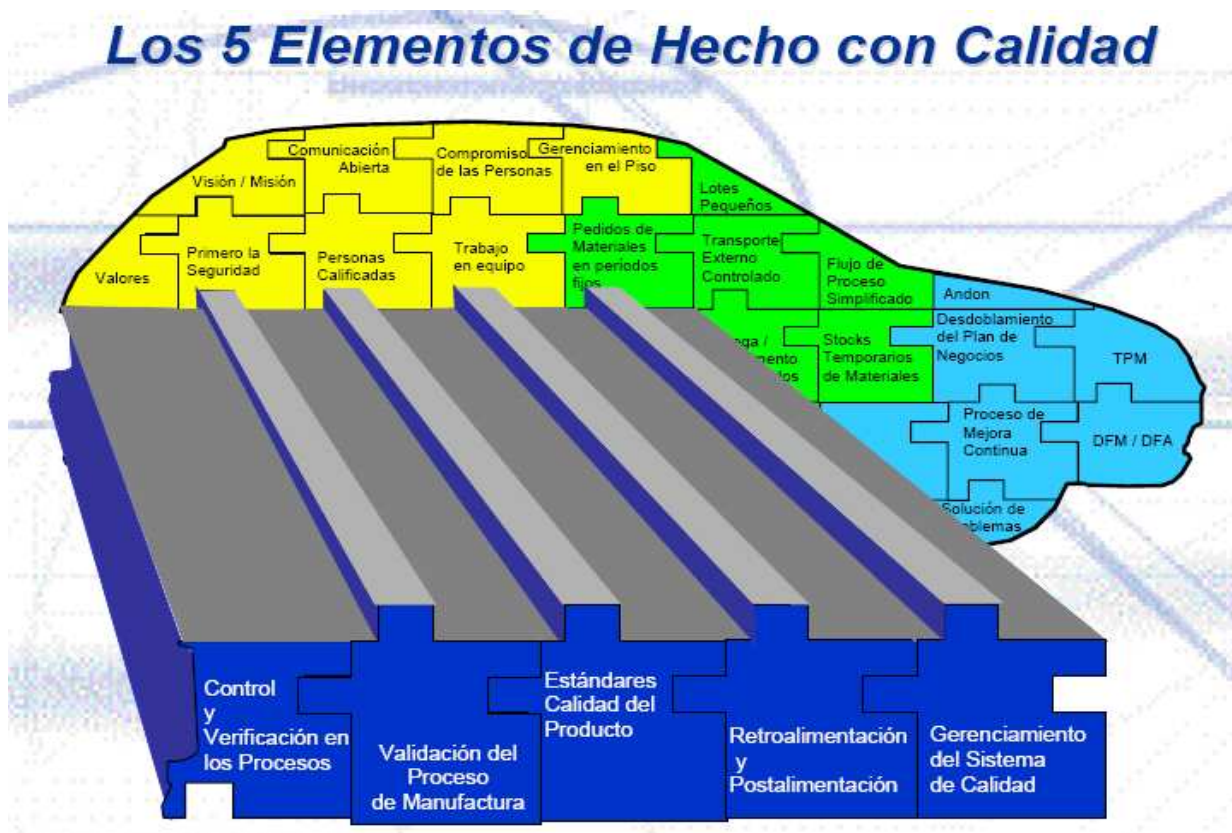 Los 5 Elementos de Hecho con Calidad
Visión / Misión
Comunicación
Abierta
Compromiso
de las Personas
Gerenciamiento
en el Piso
Lotes
Pequeños
Valores
Primero la
Seguridad
Personas
Calificadas
Trabajo
en equipo
Pedidos de
Materiales
en periodos
fijos
Transporte
Externo
Controlado
Flujo de
Proceso
Simplificado
Andon
Stocks
Temporarios
de Materiales
Desdoblamiento
del Plan de
Negocios
TPM
Proceso de
Mejora
Continua
DFM / DFA
Solución de
Control
y
Verificación en
los Procesos
Validación del
Proceso
de Manufactura
Estándares
Calidad del
Producto
Retroalimentación
y
Postalimentación
Gerenciamiento
del Sistema
de Calidad